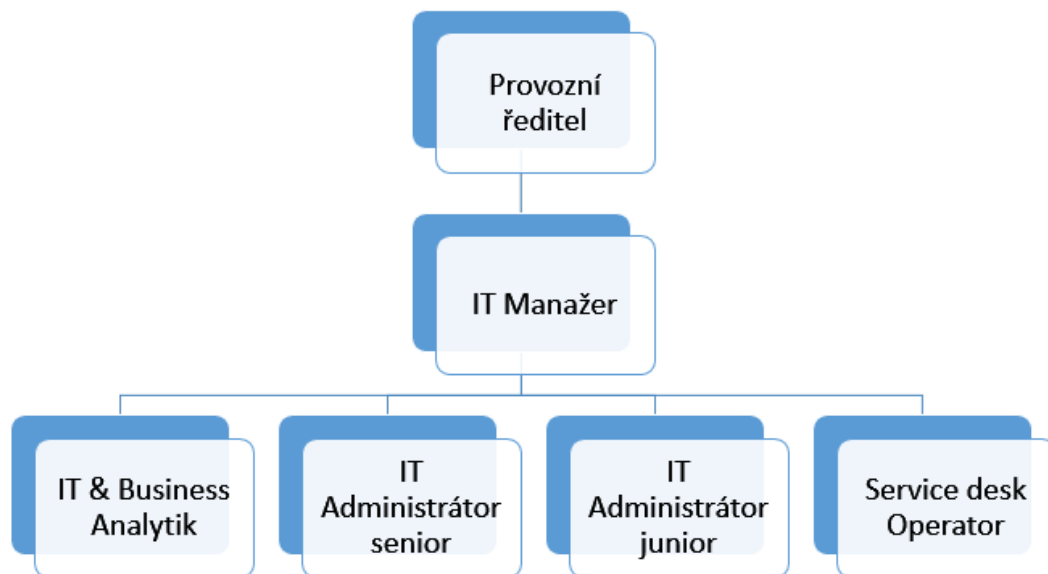 Provozní
ředitel
IT Manažer
IT & Business
Analytik
IT
Administrátor
senior
IT
Administrátor
junior
Service desk
Operator